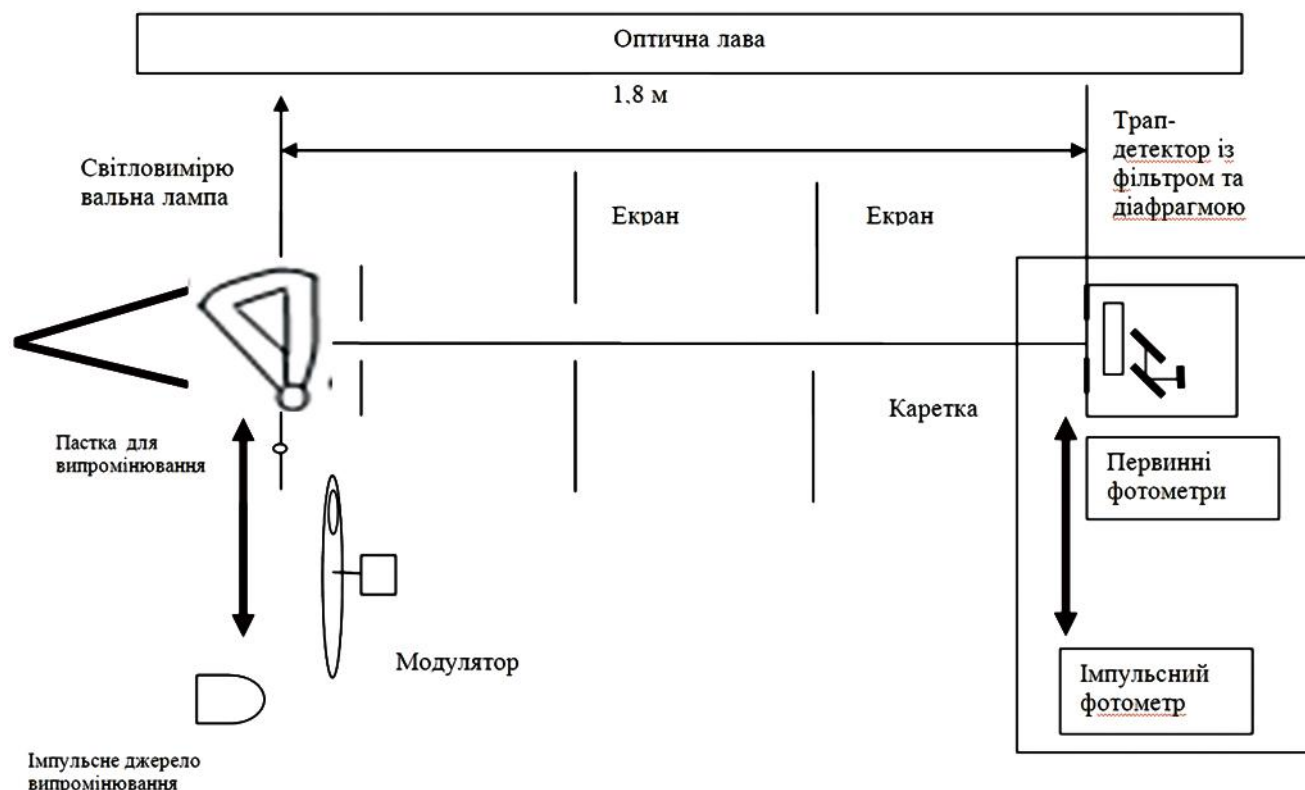 Оптична лава
1,8 м
Трап-
детектор із
фільтром та
діафрагмою
Світловимірю
вальна лампа
Екран
Екран
Каретка
Пастка для
випромінювання
Первинні
фотометри
Модулятор
Імпульсний
фотометр
Імпульсне джерело
випромінювання